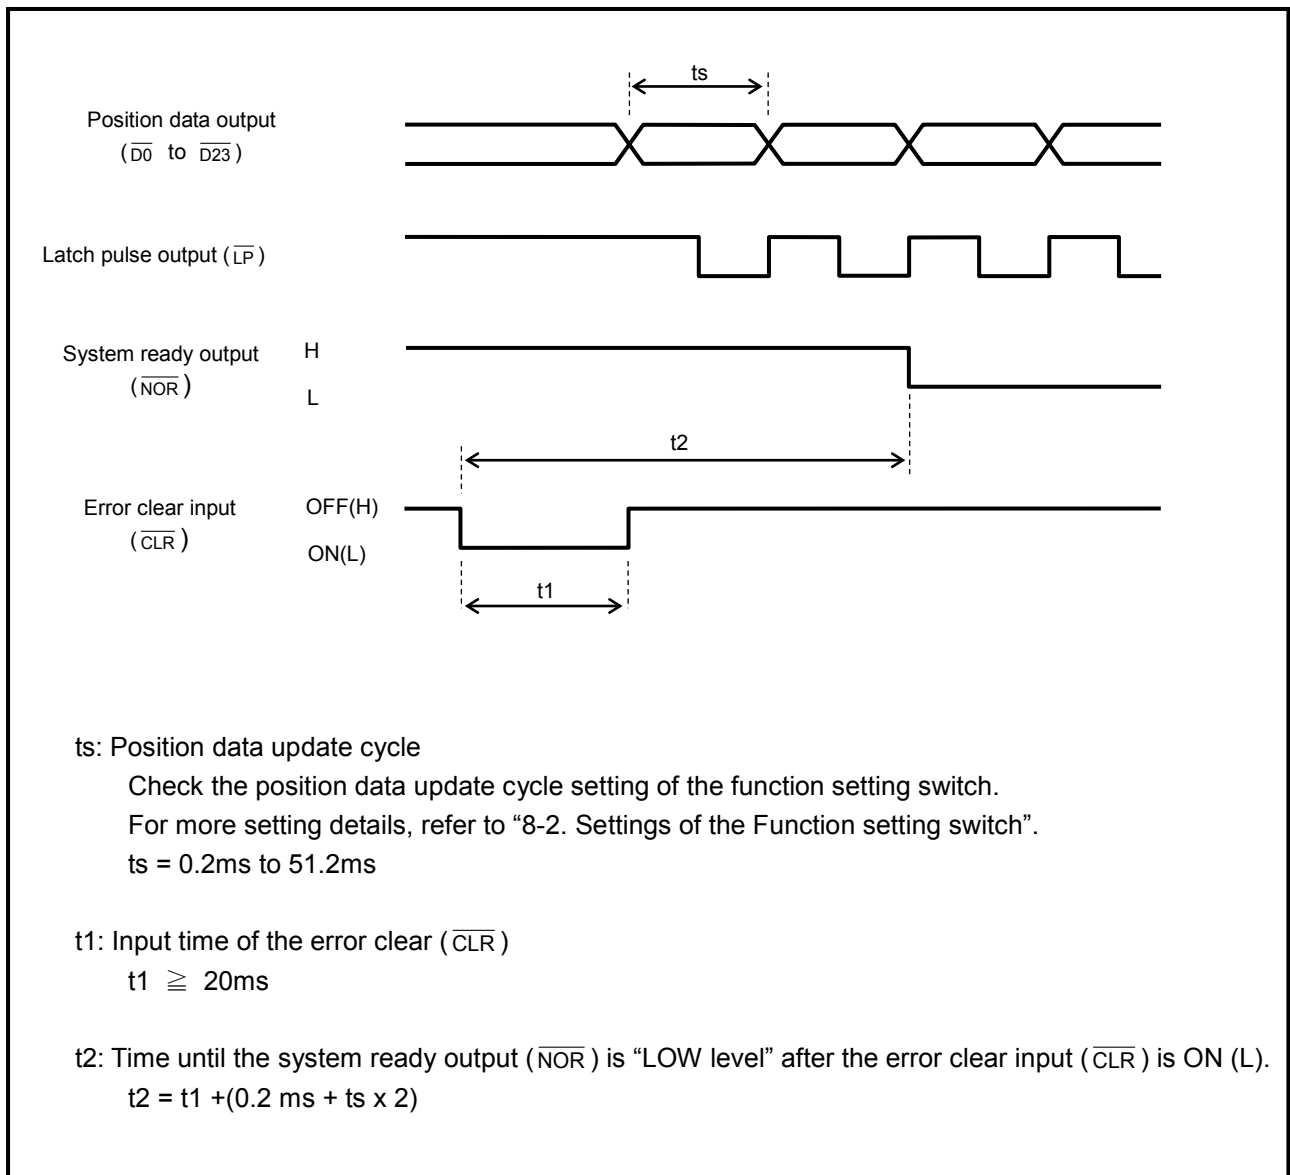 ts
Position data output
( D0 to D23 )
Latch pulse output ( LP )
System ready output
( NOR )
H
L
t2
Error clear input
( CLR )
OFF(H)
ON(L)
t1
ts: Position data update cycle
Check the position data update cycle setting of the function setting switch.
For more setting details, refer to “8-2. Settings of the Function setting switch”.
ts = 0.2ms to 51.2ms
t1: Input time of the error clear ( CLR )
t1 ≧ 20ms
t2: Time until the system ready output ( NOR ) is “LOW level” after the error clear input ( CLR ) is ON (L).
t2 = t1 +(0.2 ms + ts x 2)